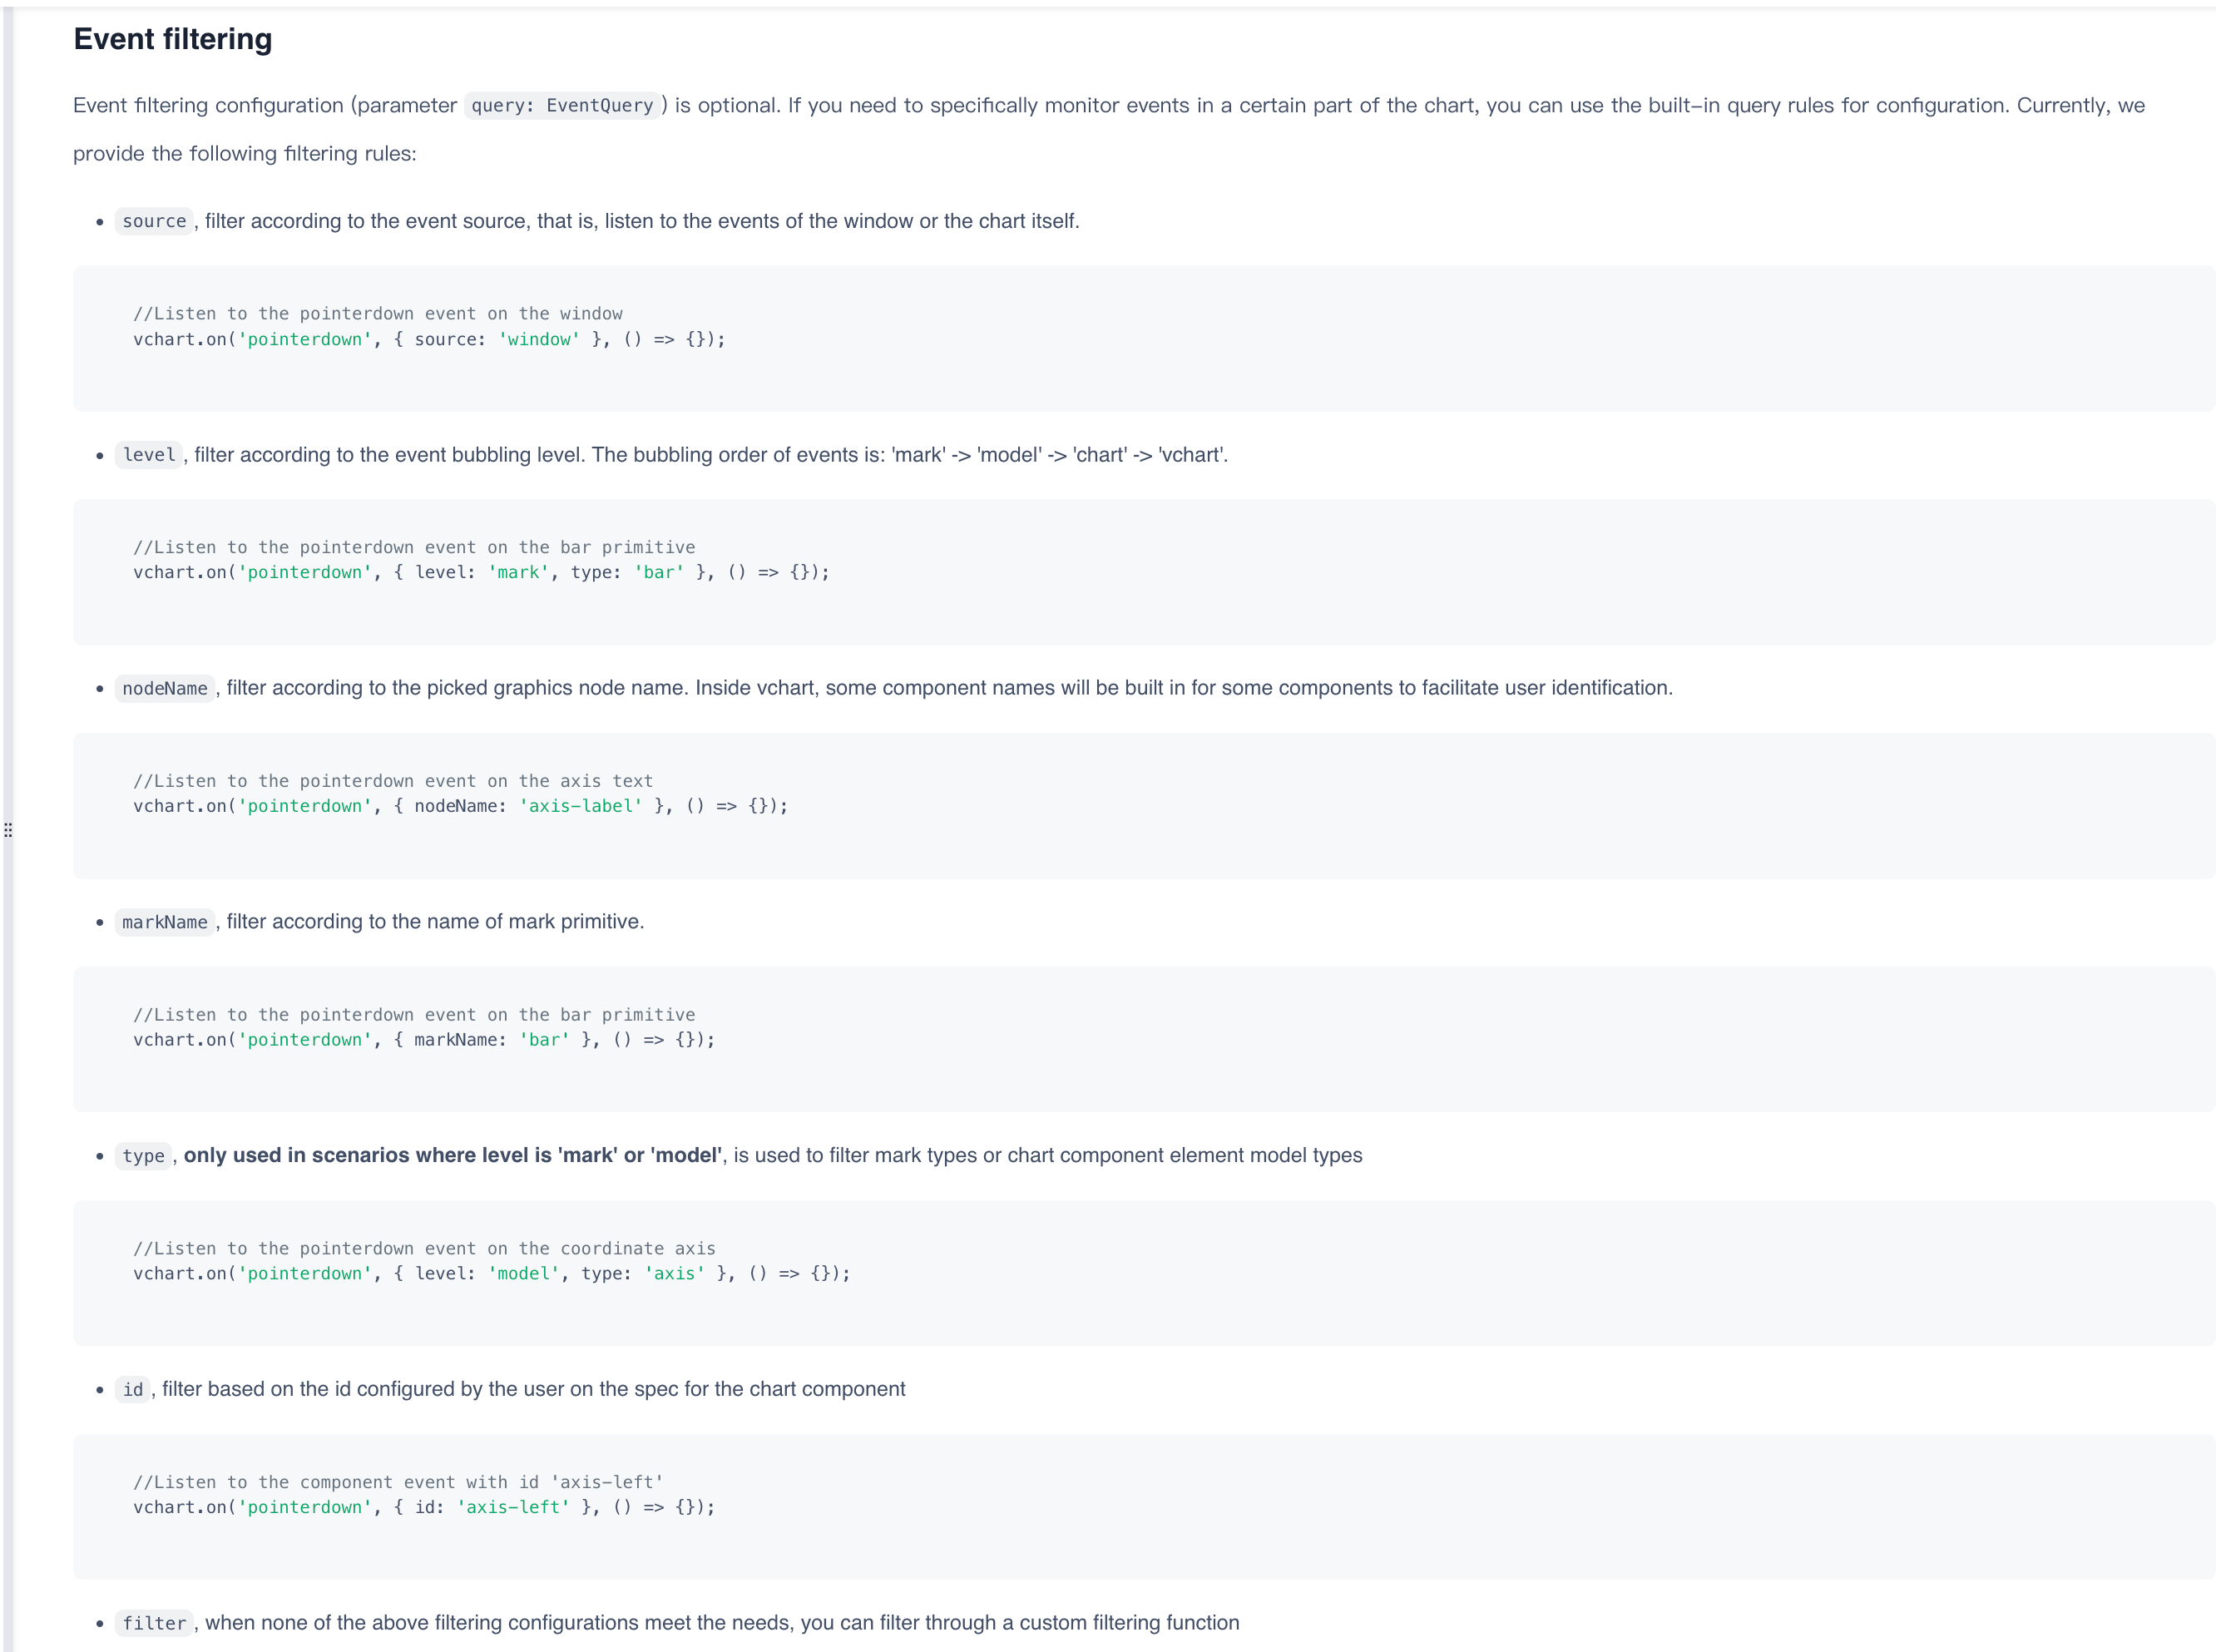 Event filtering
Event filtering configuration (parameter query: EventQuery) is optional. If you need to specifically monitor events in a certain part of the chart, you can use the built-in query rules for configuration. Currently, we
provide the following filtering rules:
• source, filter according to the event source, that is, listen to the events of the window or the chart itself.
//Listen to the pointerdown event on the window
vchart.on('pointerdown', { source: 'window' }, () => {});
• level, filter according to the event bubbling level. The bubbling order of events is: 'mark' -> 'model' -> 'chart' -> 'vchart'.
//Listen to the pointerdown event on the bar primitive
vchart.on('pointerdown', { level: 'mark', type: 'bar' }, () => {});
• nodeName, filter according to the picked graphics node name. Inside vchart, some component names will be built in for some components to facilitate user identification.
//Listen to the pointerdown event on the axis text
vchart.on('pointerdown', { nodeName: 'axis-label' }, () => {});
• markName, filter according to the name of mark primitive.
//Listen to the pointerdown event on the bar primitive
vchart.on('pointerdown', { markName: 'bar' }, () => {});
• type, only used in scenarios where level is 'mark' or 'model', is used to filter mark types or chart component element model types
//Listen to the pointerdown event on the coordinate axis
vchart.on('pointerdown', { level: 'model', type: 'axis' }, () => {});
• id, filter based on the id configured by the user on the spec for the chart component
//Listen to the component event with id 'axis-left'
vchart.on('pointerdown', { id: 'axis-left' }, () => {});
• filter, when none of the above filtering configurations meet the needs, you can filter through a custom filtering function